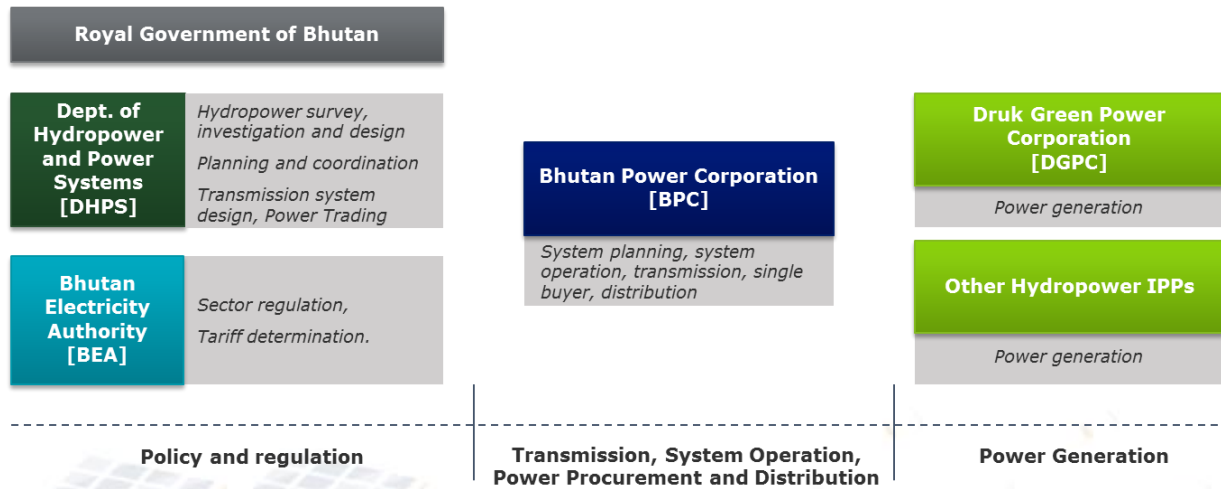 Royal Government of Bhutan
Dept. of
Hydropower
and Power
Systems
[DHPS]
Hydropower survey,
investigation and design
Planning and coordination
Transmission system
design, Power Trading
Bhutan
Electricity
Authority
[BEA]
Sector regulation,
Tariff determination.
Bhutan Power Corporation
[BPC]
System planning, system
operation, transmission, single
buyer, distribution
Druk Green Power
Corporation
[DGPC]
Power generation
Other Hydropower IPPs
Power generation
Policy and regulation
Transmission, System Operation,
Power Procurement and Distribution
Power Generation